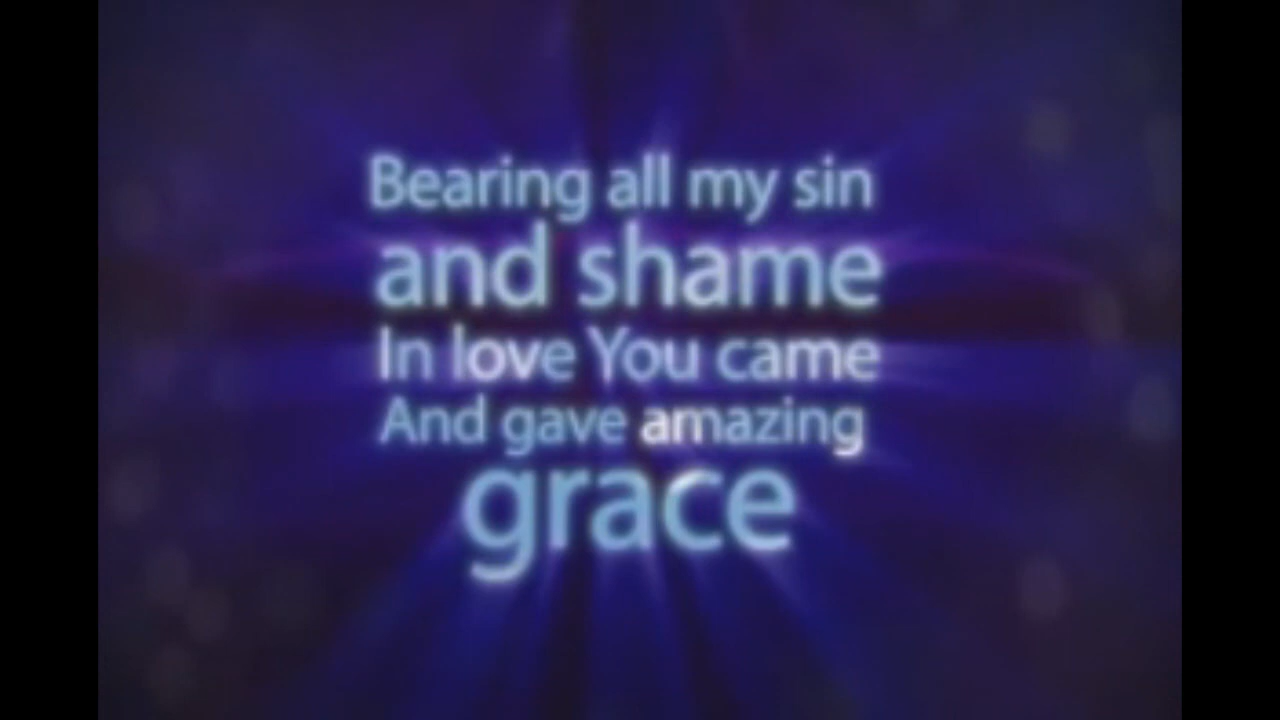 Bearing all my sin
and shame
In love You came
And gave amazing
grace